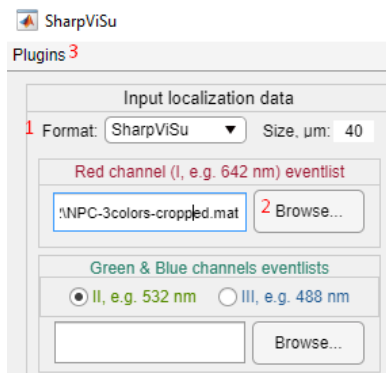 SharpViSu
Plugins 3
Input localization data
1 Format: SharpViSu Size, µm: 40
Red channel (I, e.g. 642 nm) eventlist
:\NPC-3colors-cropped.mat 2 Browse...
Green & Blue channels eventlists
II, e.g. 532 nm III, e.g. 488 nm
Browse...